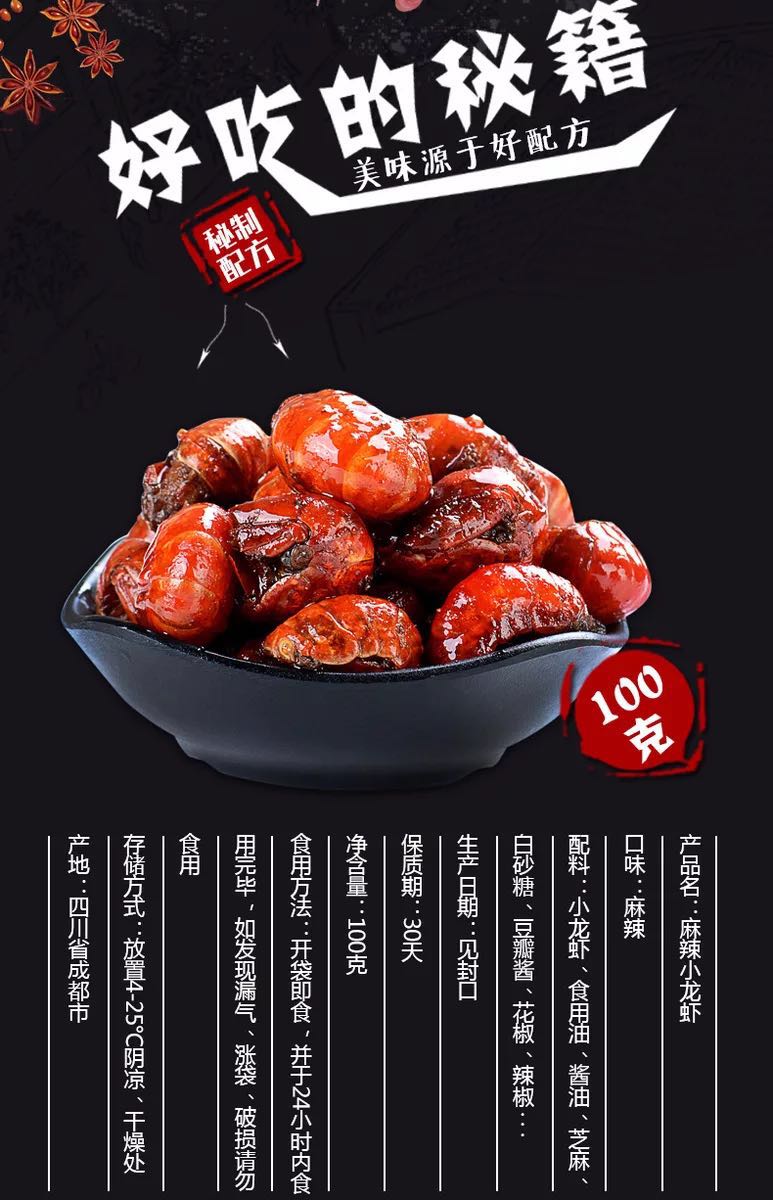 好吃的秘籍
美味源于好配方
秘制
配方
100
克
产品名：麻辣小龙虾
口味：麻辣
配料：小龙虾、食用油、酱油、芝麻、
白砂糖、豆瓣酱、花椒、辣椒…
生产日期：见封口
保质期：30天
净含量：100克
食用方法：开袋即食，并于24小时内食
用完毕，如发现漏气、涨袋、破损请勿
食用
存储方式：放置4-25℃阴凉、干燥处
产地：四川省成都市